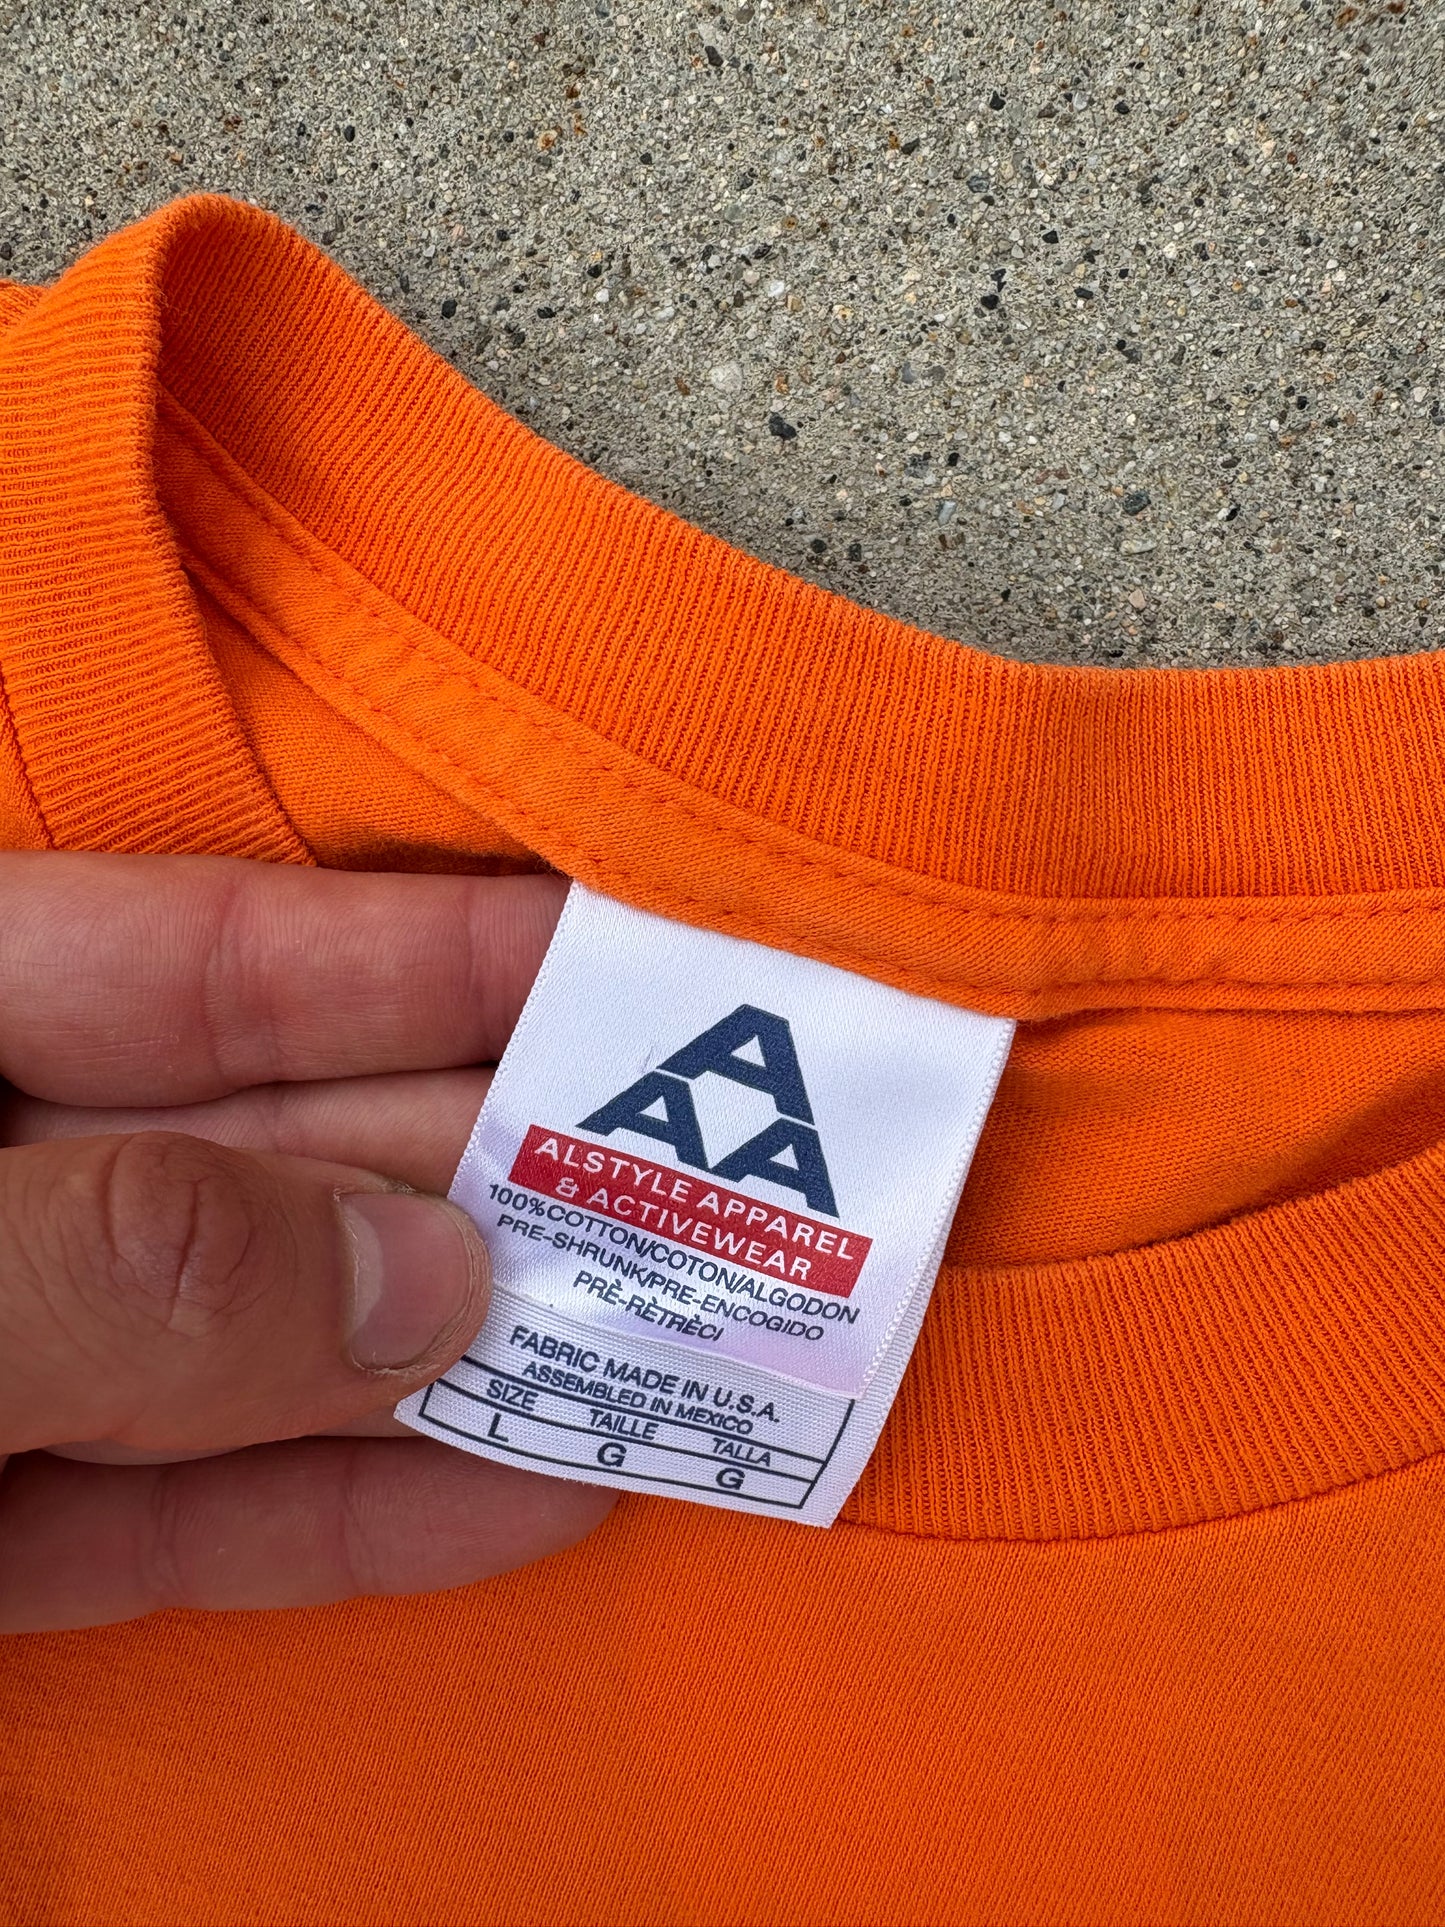 AAA
ALSTYLE APPAREL
& ACTIVEWEAR
100%COTTON/COTON/ALGODON
PRE-SHRUNK/PRE-ENCOGIDO
PRÈ-RÈTRÈCI
FABRIC MADE IN U.S.A.
ASSEMBLED IN MEXICO
SIZE TAILLE TALLA
L G G